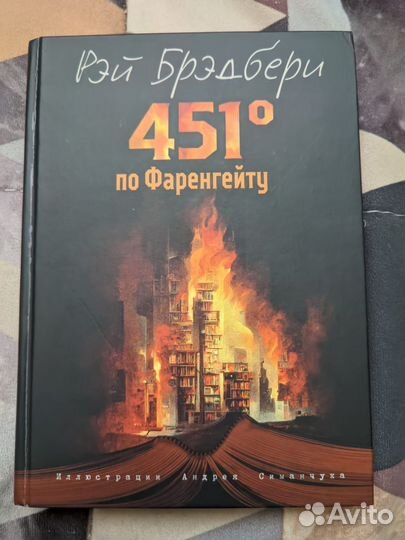 Рэй Брэдбери
451°
по Фаренгейту
Иллюстрации Андрея Симанчука
Avito